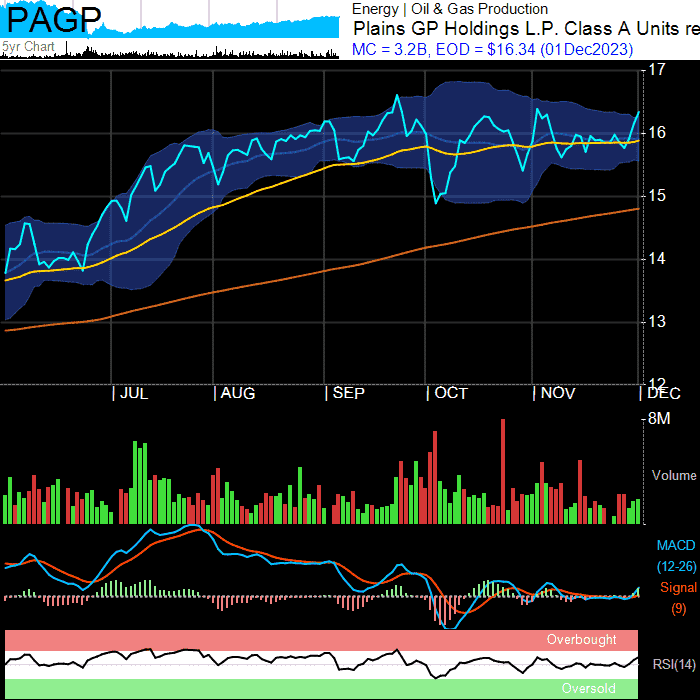 PAGP
5yr Chart
Energy | Oil & Gas Production
Plains GP Holdings L.P. Class A Units re
MC = 3.2B, EOD = $16.34 (01Dec2023)
17
16
15
14
13
12
JUL AUG SEP OCT NOV DEC
8M
Volume
MACD
(12-26)
Signal
(9)
Overbought
RSI(14)
Oversold